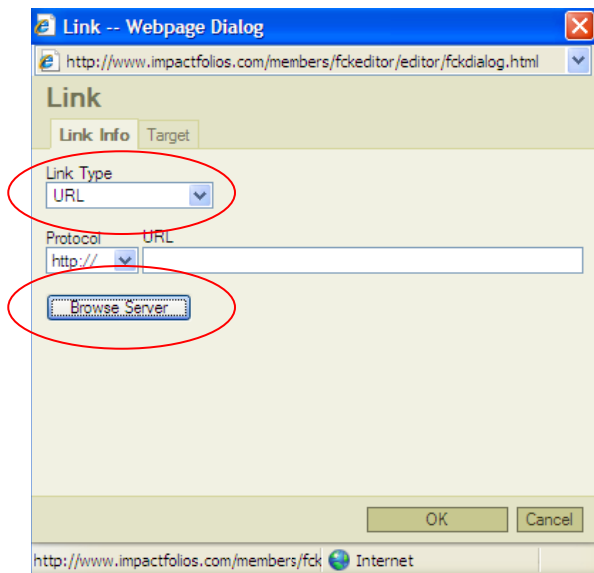 Link -- Webpage Dialog
http://www.impactfolios.com/members/fckeditor/editor/fckdialog.html
Link
Link Info Target
Link Type
URL
Protocol URL
http://
Browse Server
OK Cancel
http://www.impactfolios.com/members/fck Internet